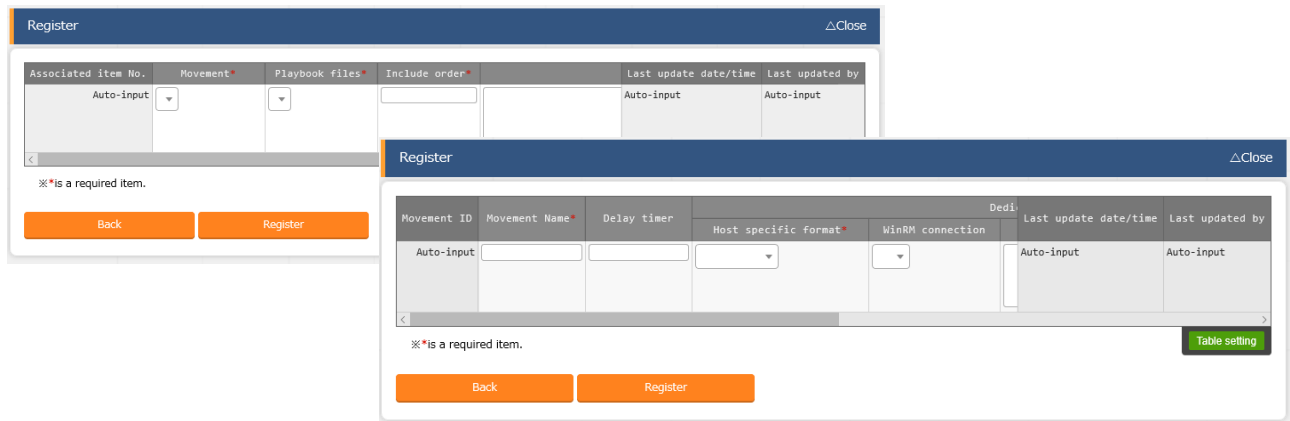 Register △Close
Associated item No. Movement* Playbook files* Include order* Last update date/time Last updated by
Auto-input Auto-input Auto-input
※*is a required item.
Back Register
Register △Close
Movement ID Movement Name* Delay timer Host specific format* WinRM connection Last update date/time Last updated by
Auto-input Auto-input Auto-input
※*is a required item.
Table setting
Back Register